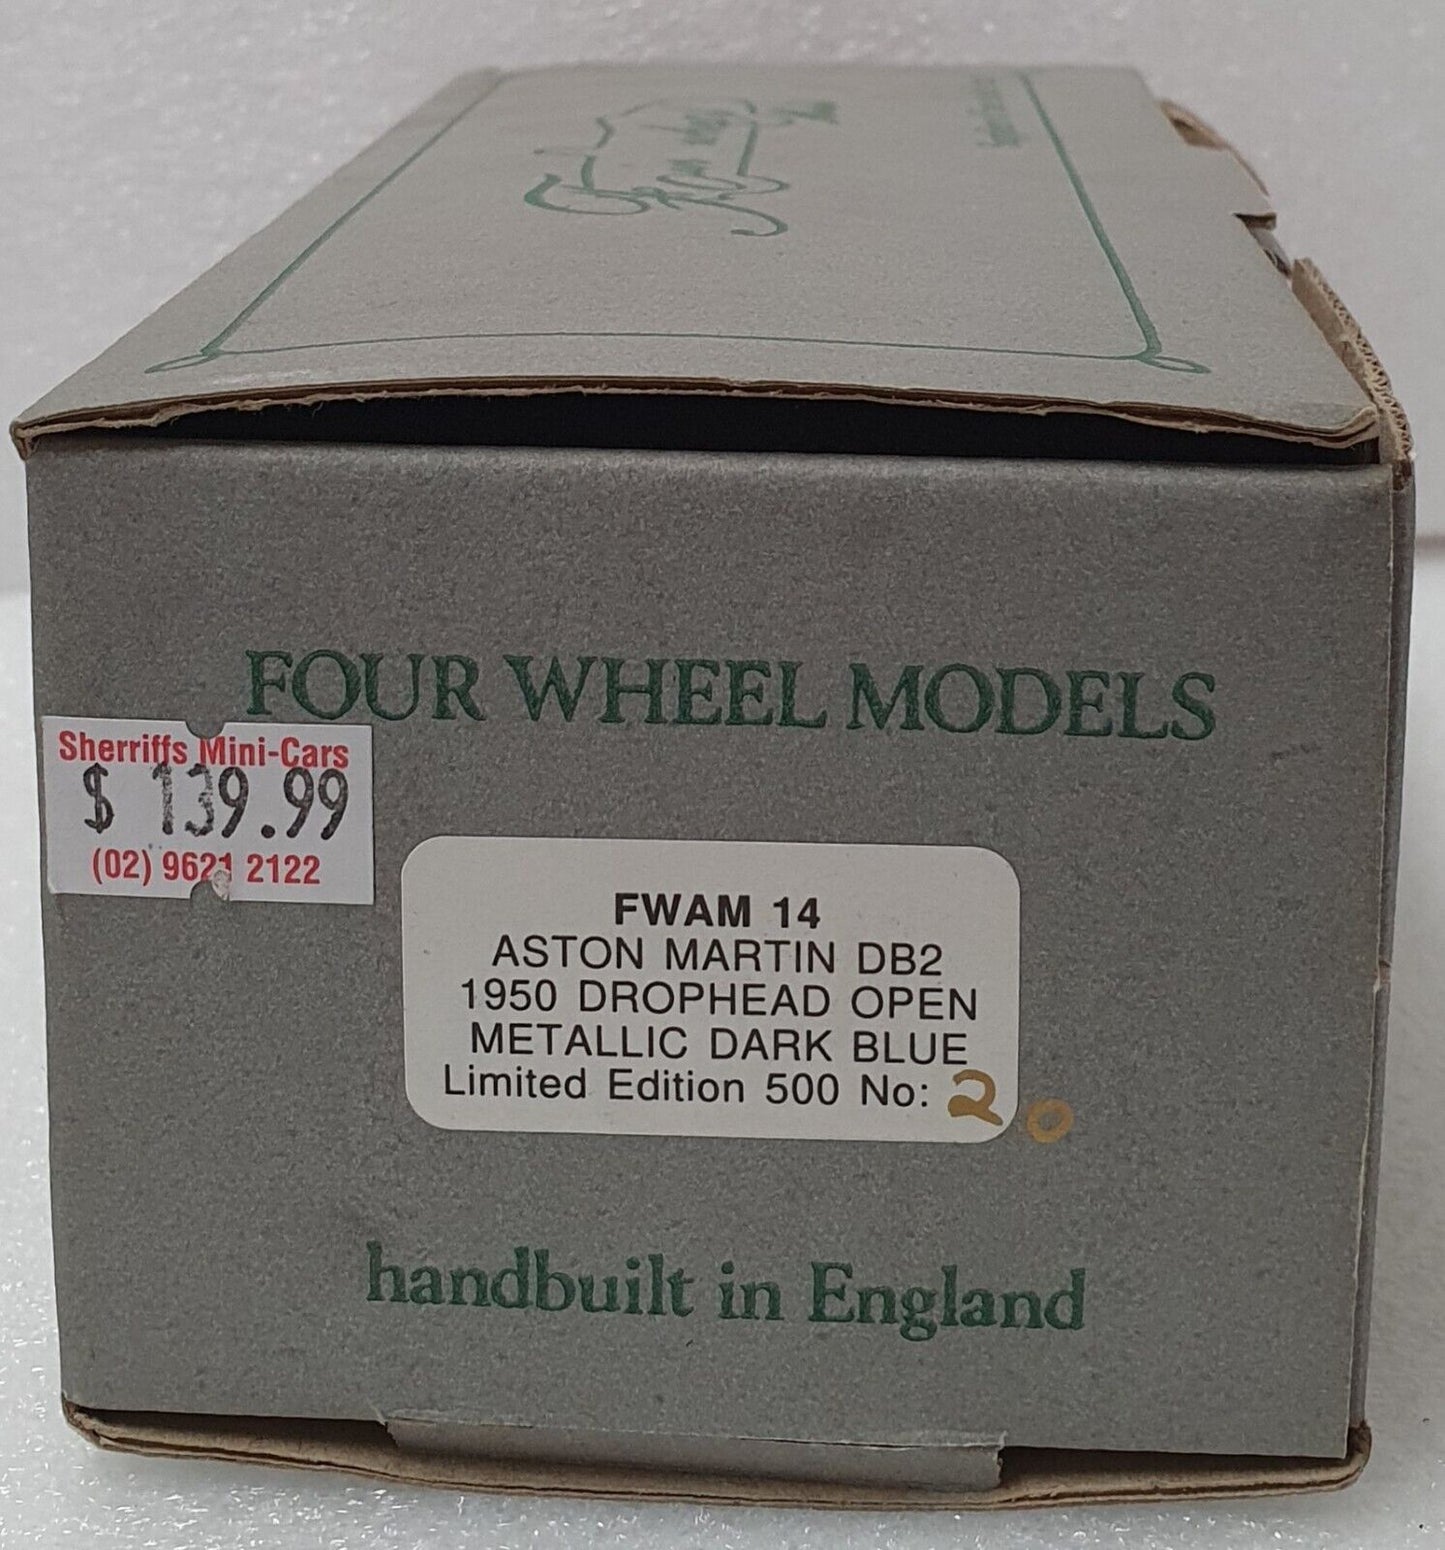 FOUR WHEEL MODELS
Sherriffs Mini-Cars
$ 139.99
(02) 9621 2122
FWAM 14
ASTON MARTIN DB2
1950 DROPHEAD OPEN
METALLIC DARK BLUE
Limited Edition 500 No: 20
handbuilt in England